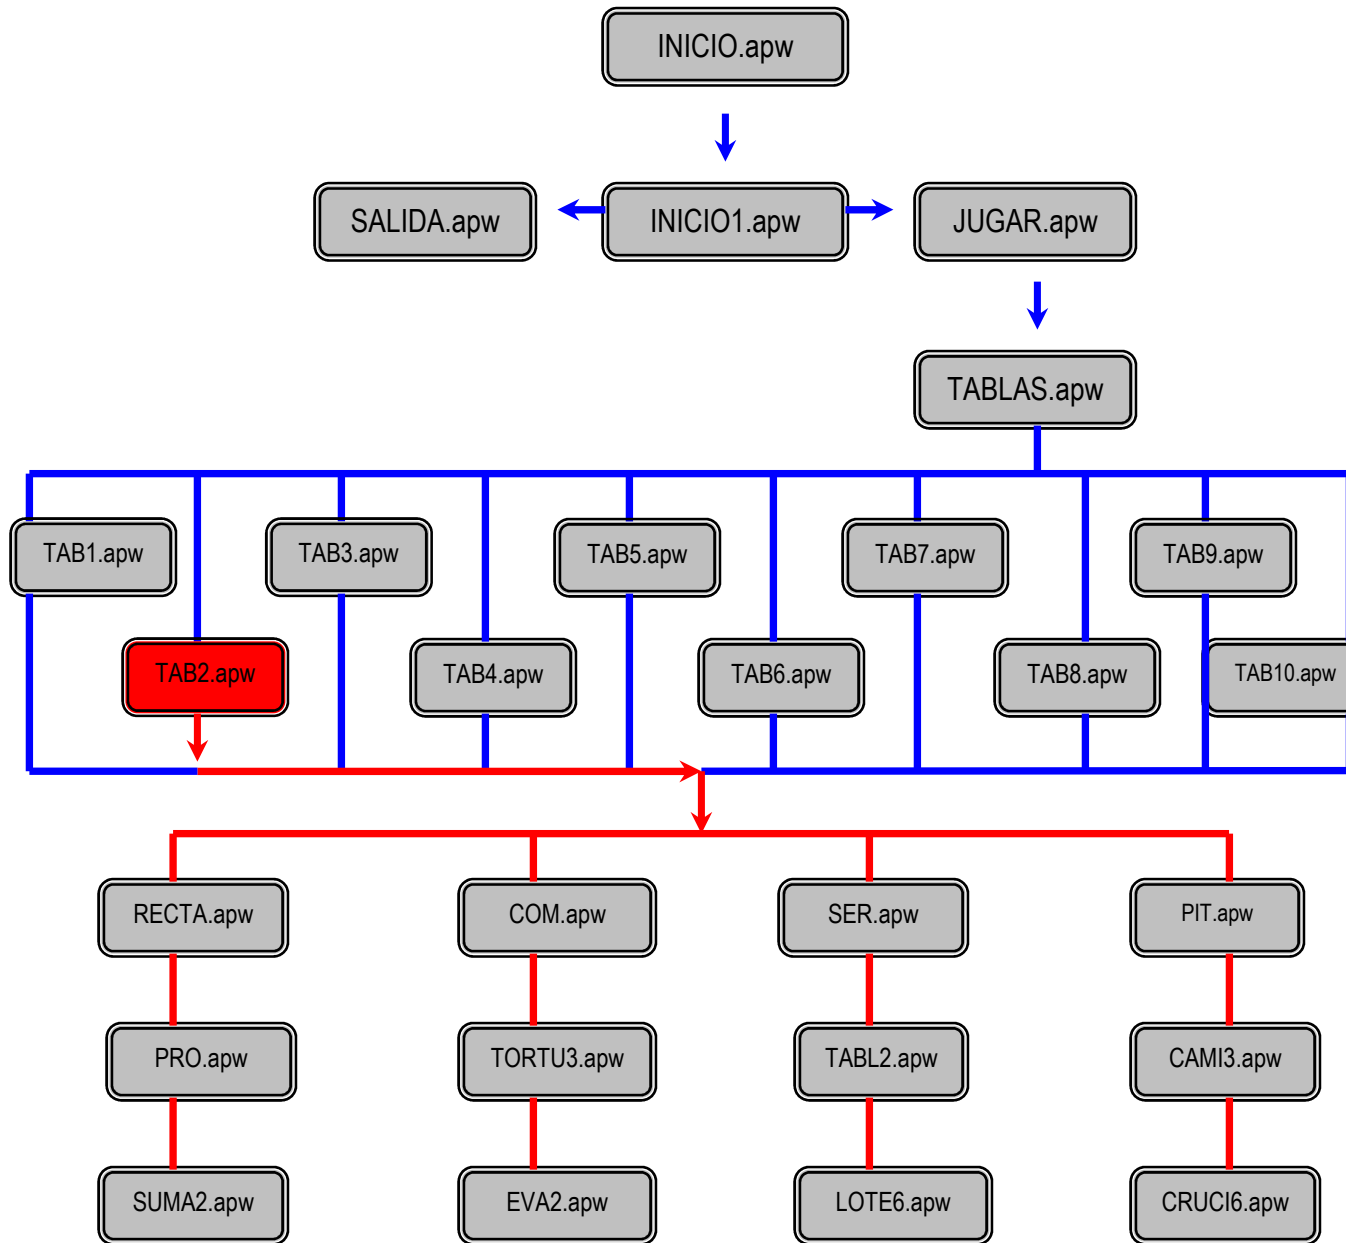 INICIO.apw
SALIDA.apw
INICIO1.apw
JUGAR.apw
TABLAS.apw
TAB1.apw
TAB3.apw
TAB5.apw
TAB7.apw
TAB9.apw
TAB2.apw
TAB4.apw
TAB6.apw
TAB8.apw
TAB10.apw
RECTA.apw
COM.apw
SER.apw
PIT.apw
PRO.apw
TORTU3.apw
TABL2.apw
CAMI3.apw
SUMA2.apw
EVA2.apw
LOTE6.apw
CRUCI6.apw